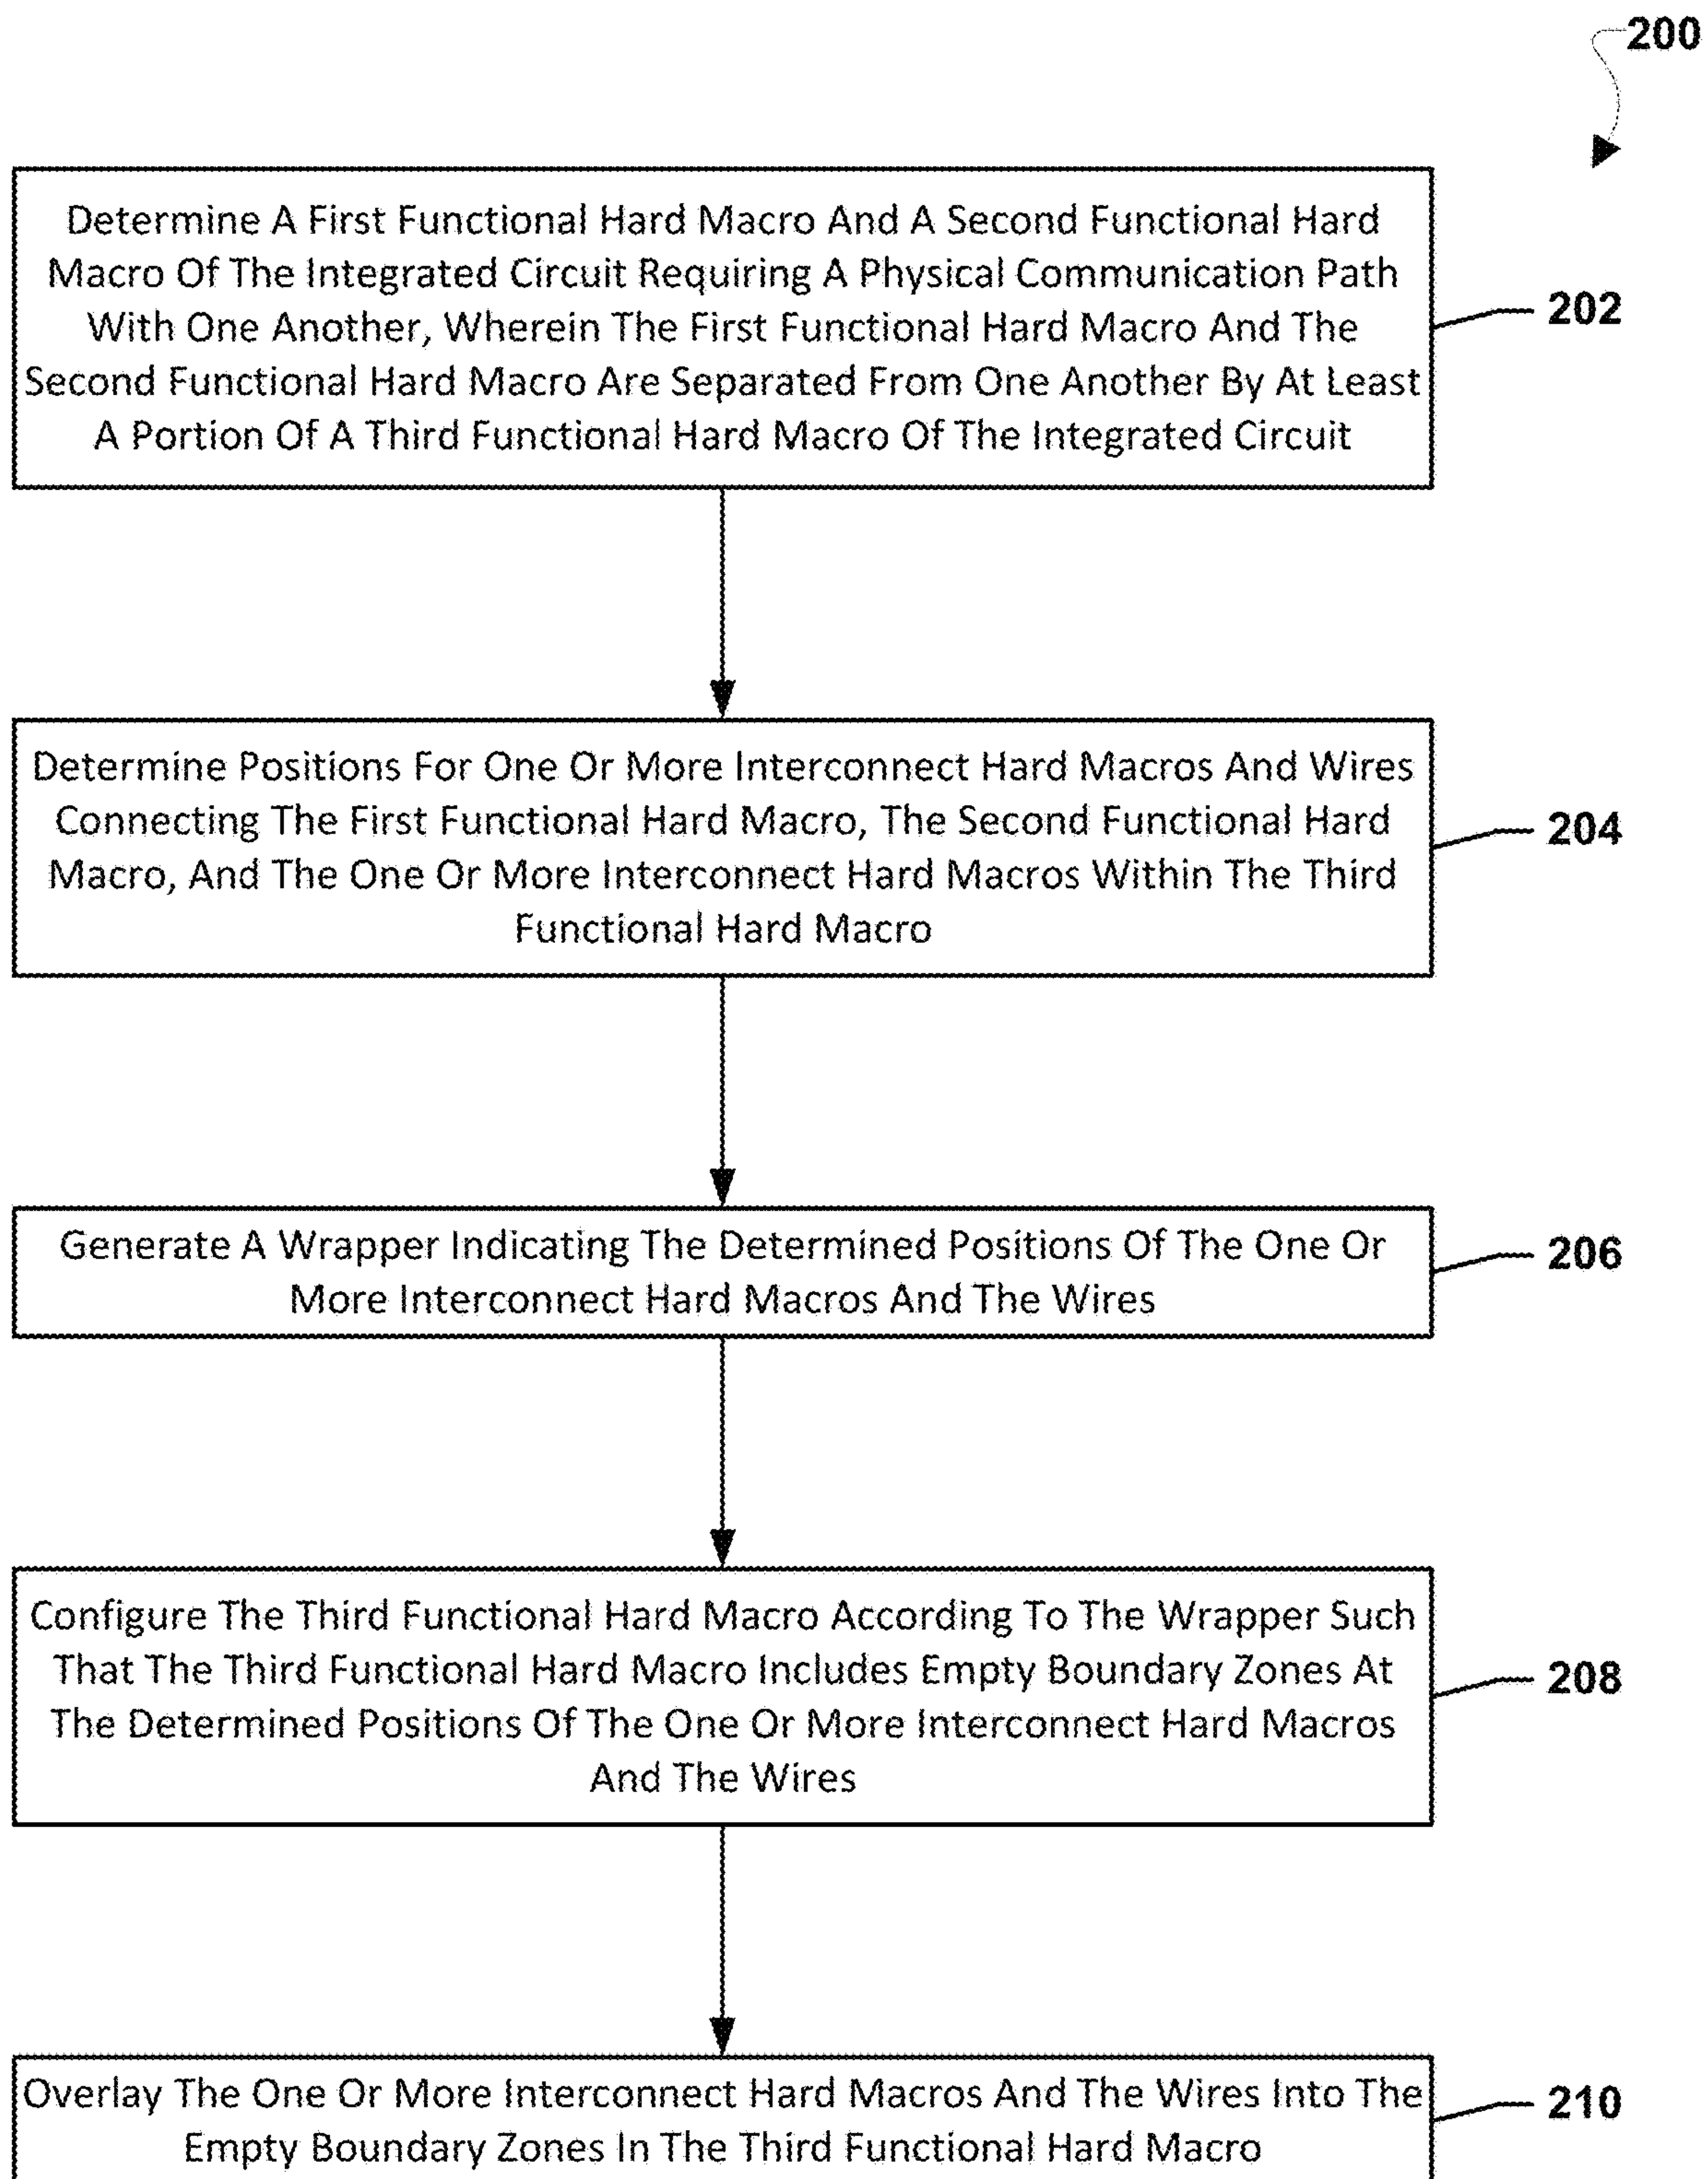 200
Determine A First Functional Hard Macro And A Second Functional Hard
Macro Of The Integrated Circuit Requiring A Physical Communication Path
With One Another, Wherein The First Functional Hard Macro And The
Second Functional Hard Macro Are Separated From One Another By At Least
A Portion Of A Third Functional Hard Macro Of The Integrated Circuit
202
Determine Positions For One Or More Interconnect Hard Macros And Wires
Connecting The First Functional Hard Macro, The Second Functional Hard
Macro, And The One Or More Interconnect Hard Macros Within The Third
Functional Hard Macro
204
Generate A Wrapper Indicating The Determined Positions Of The One Or
More Interconnect Hard Macros And The Wires
206
Configure The Third Functional Hard Macro According To The Wrapper Such
That The Third Functional Hard Macro Includes Empty Boundary Zones At
The Determined Positions Of The One Or More Interconnect Hard Macros
And The Wires
208
Overlay The One Or More Interconnect Hard Macros And The Wires Into The
Empty Boundary Zones In The Third Functional Hard Macro
210